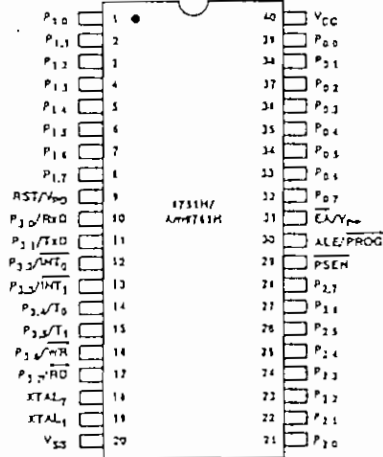 P1.0 1 40 VCC
P1.1 2 39 P0.0
P1.2 3 38 P0.1
P1.3 4 37 P0.2
P1.4 5 36 P0.3
P1.5 6 35 P0.4
P1.6 7 34 P0.5
P1.7 8 33 P0.6
RST/VPD 9 32 P0.7
P3.0/RxD 10 31 EA/VPP
P3.1/TxD 11 30 ALE/PROG
P3.2/INT0 12 29 PSEN
P3.3/INT1 13 28 P2.7
P3.4/T0 14 27 P2.6
P3.5/T1 15 26 P2.5
P3.6/WR 16 25 P2.4
P3.7/RD 17 24 P2.3
XTAL2 18 23 P2.2
XTAL1 19 22 P2.1
VSS 20 21 P2.0